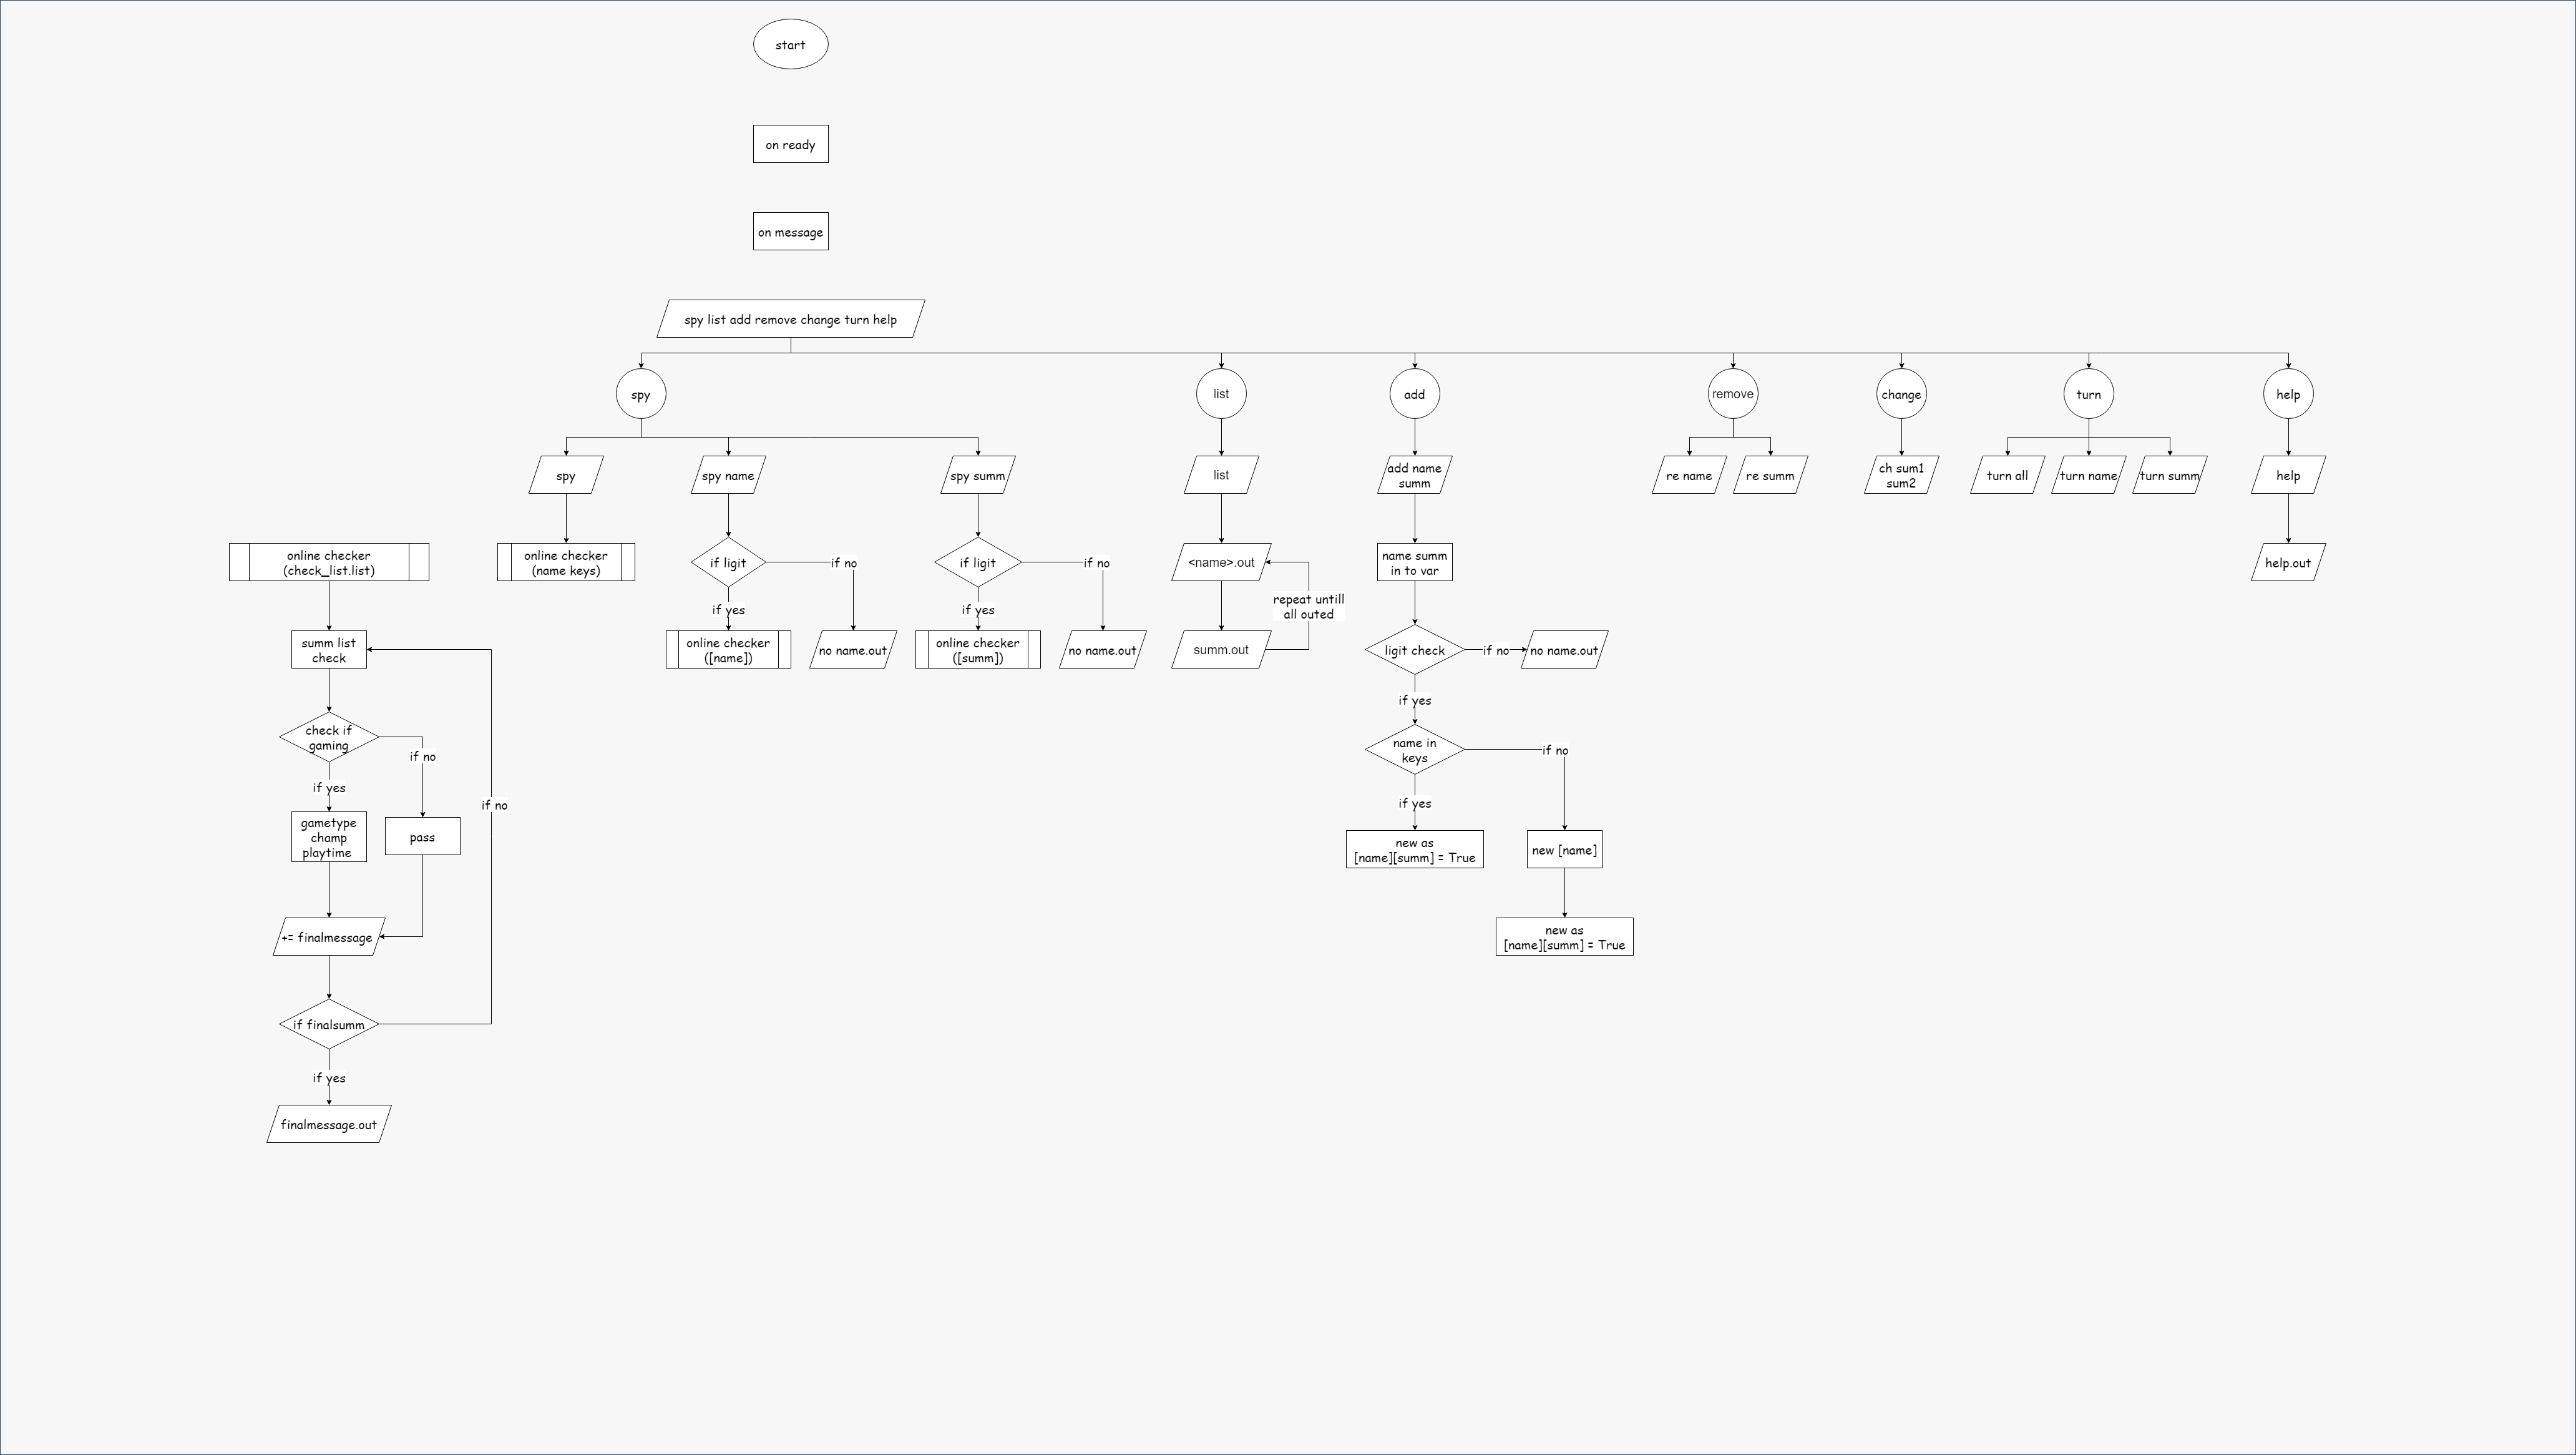 start
on ready
on message
spy list add remove change turn help
spy
list
add
remove
change
turn
help
spy
spy name
spy summ
list
add name
summ
re name
re summ
ch sum1
sum2
turn all
turn name
turn summ
help
online checker
(check_list.list)
online checker
(name keys)
if ligit
if no
if ligit
if no
<name>.out
name summ
in to var
help.out
if yes
if yes
repeat untill
all outed
summ list
check
online checker
([name])
no name.out
online checker
([summ])
no name.out
summ.out
ligit check
if no
no name.out
if yes
check if
gaming
if no
name in
keys
if no
if yes
if no
if yes
gametype
champ
playtime
pass
new as
[name][summ] = True
new [name]
+= finalmessage
new as
[name][summ] = True
if finalsumm
if yes
finalmessage.out